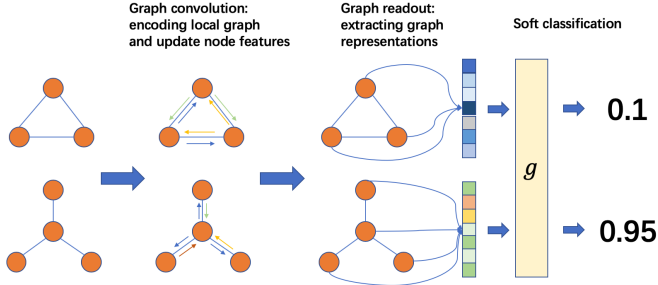 Graph convolution:
encoding local graph
and update node features
Graph readout:
extracting graph
representations
Soft classification
g
0.1
0.95